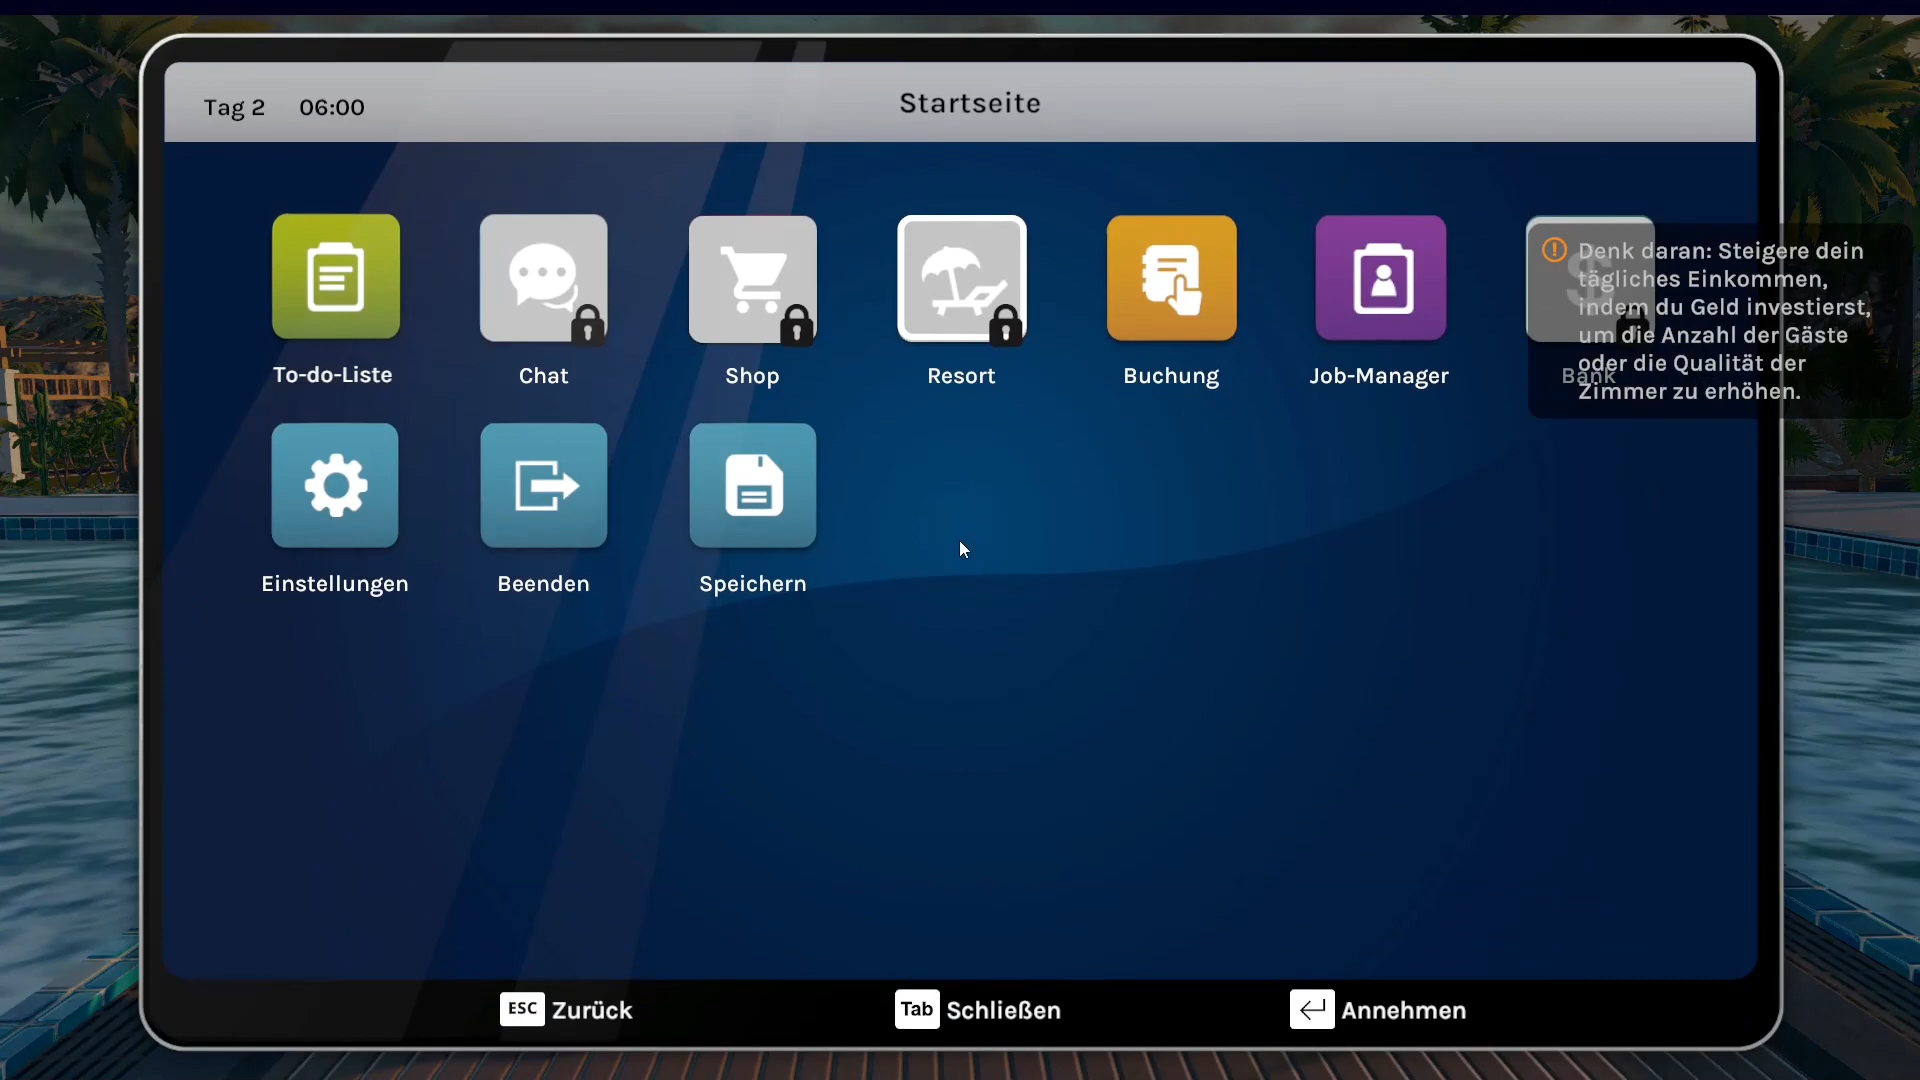 Tag 2 06:00 Startseite
To-do-Liste Chat Shop Resort Buchung Job-Manager Bank
Denk daran: Steigere dein
tägliches Einkommen,
indem du Geld investierst,
um die Anzahl der Gäste
oder die Qualität der
Zimmer zu erhöhen.
Einstellungen Beenden Speichern
ESC Zurück Tab Schließen Annehmen